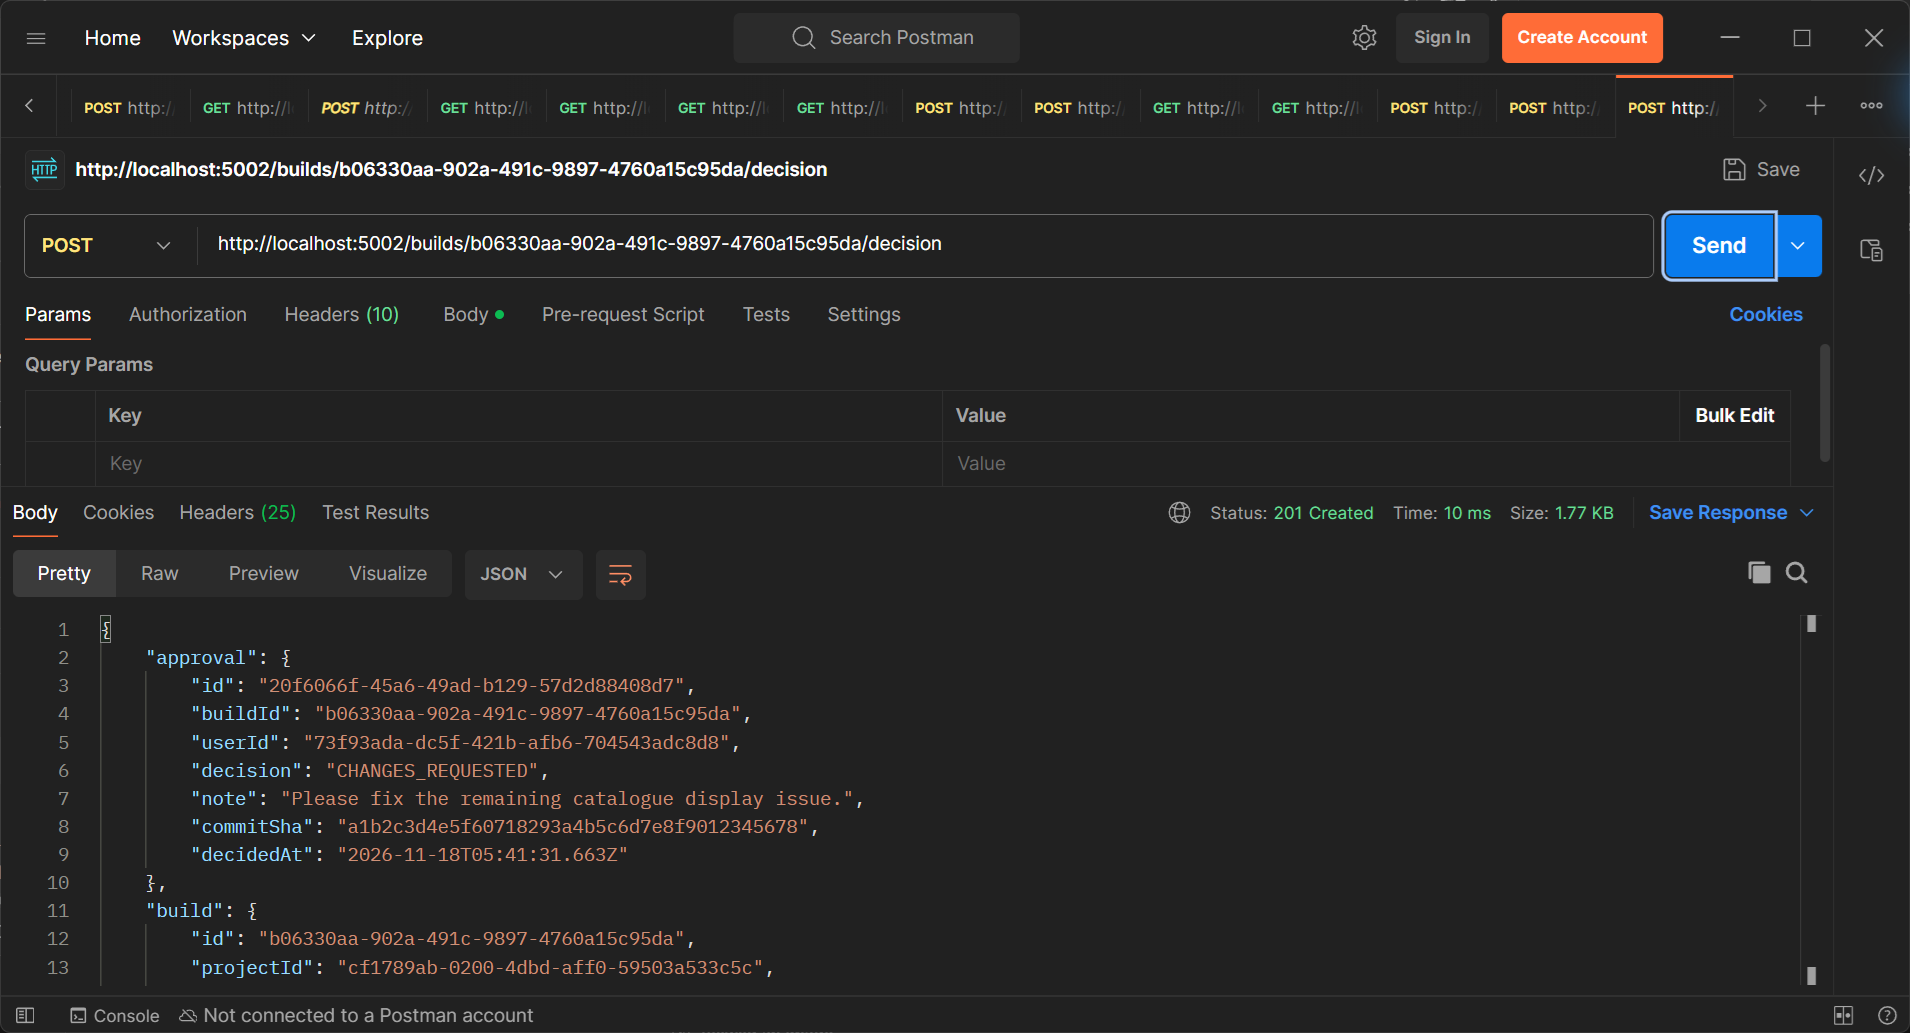 Home Workspaces Explore Search Postman Sign In Create Account
POST http:/ GET http://l POST http:/ GET http://l GET http://l GET http://l GET http://l POST http:/ POST http:/ GET http://l GET http://l POST http:/ POST http:/ POST http:/
HTTP http://localhost:5002/builds/b06330aa-902a-491c-9897-4760a15c95da/decision Save
POST http://localhost:5002/builds/b06330aa-902a-491c-9897-4760a15c95da/decision Send
Params Authorization Headers (10) Body Pre-request Script Tests Settings Cookies
Query Params
Key Value Bulk Edit
Key Value
Body Cookies Headers (25) Test Results Status: 201 Created Time: 10 ms Size: 1.77 KB Save Response
Pretty Raw Preview Visualize JSON
1 {
2 "approval": {
3 "id": "20f6066f-45a6-49ad-b129-57d2d88408d7",
4 "buildId": "b06330aa-902a-491c-9897-4760a15c95da",
5 "userId": "73f93ada-dc5f-421b-afb6-704543adc8d8",
6 "decision": "CHANGES_REQUESTED",
7 "note": "Please fix the remaining catalogue display issue.",
8 "commitSha": "a1b2c3d4e5f60718293a4b5c6d7e8f9012345678",
9 "decidedAt": "2026-11-18T05:41:31.663Z"
10 },
11 "build": {
12 "id": "b06330aa-902a-491c-9897-4760a15c95da",
13 "projectId": "cf1789ab-0200-4dbd-aff0-59503a533c5c",
Console Not connected to a Postman account